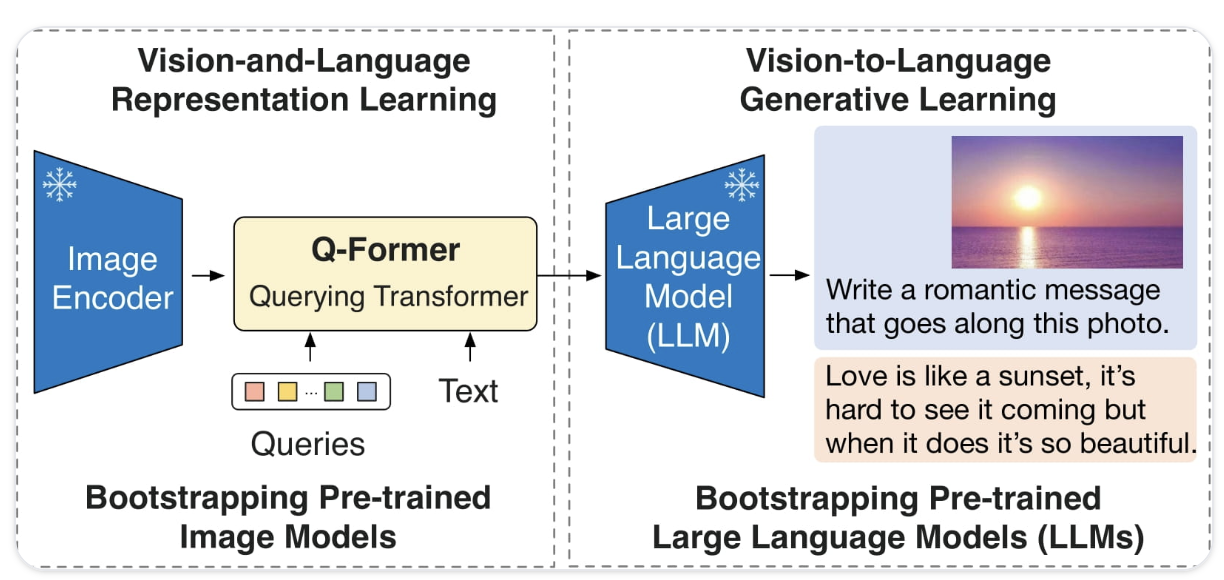 Vision-and-Language
Representation Learning
Image
Encoder
Q-Former
Querying Transformer
...
Queries
Text
Bootstrapping Pre-trained
Image Models
Vision-to-Language
Generative Learning
Large
Language
Model
(LLM)
Write a romantic message
that goes along this photo.
Love is like a sunset, it's
hard to see it coming but
when it does it's so beautiful.
Bootstrapping Pre-trained
Large Language Models (LLMs)